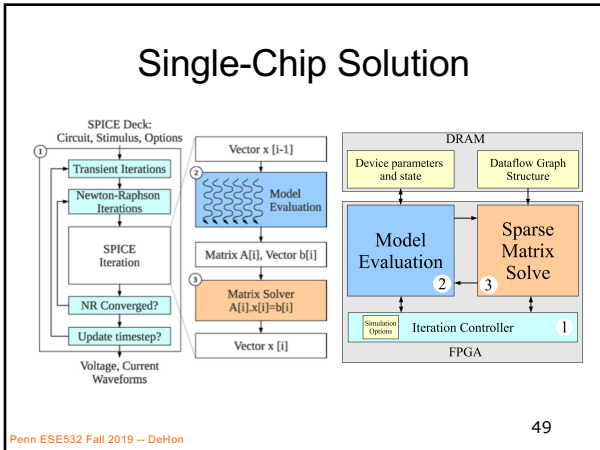 Single-Chip Solution
SPICE Deck:
Circuit, Stimulus, Options
1
Transient Iterations
Newton-Raphson
Iterations
SPICE
Iteration
NR Converged?
Update timestep?
Voltage, Current
Waveforms
Vector x [i-1]
2
Model
Evaluation
Matrix A[i], Vector b[i]
3
Matrix Solver
A[i].x[i]=b[i]
Vector x [i]
DRAM
Device parameters
and state
Dataflow Graph
Structure
Model
Evaluation
2
Sparse
Matrix
Solve
3
Simulation
Options
Iteration Controller
1
FPGA
Penn ESE532 Fall 2019 -- DeHon
49